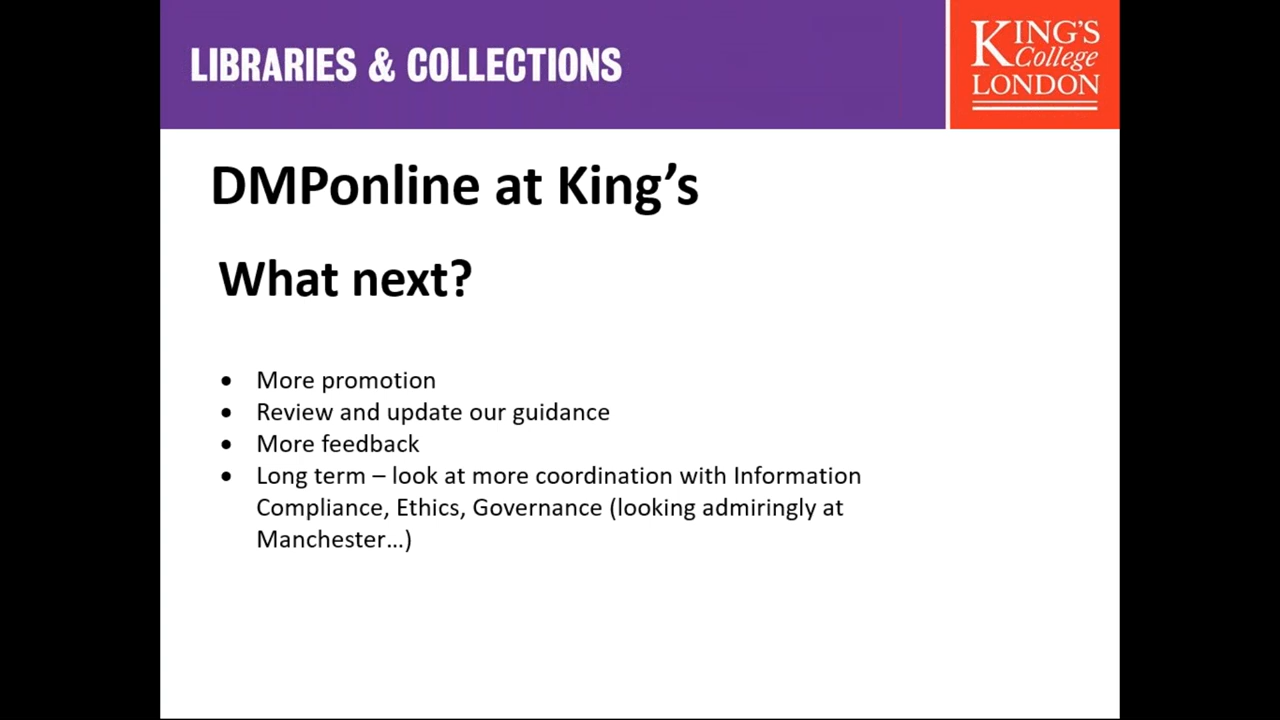 LIBRARIES & COLLECTIONS
KING'S
College
LONDON
DMPonline at King’s
What next?
• More promotion
• Review and update our guidance
• More feedback
• Long term – look at more coordination with Information
Compliance, Ethics, Governance (looking admiringly at
Manchester…)